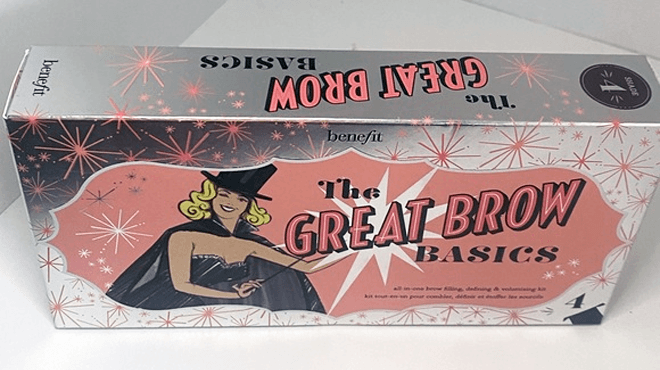 benefit
The
GREAT BROW
BASICS
SHADE
4
benefit
The
GREAT BROW
BASICS
all-in-one brow filling, defining & volumizing kit
kit tout-en-un pour combler, définir et étoffer les sourcils
4